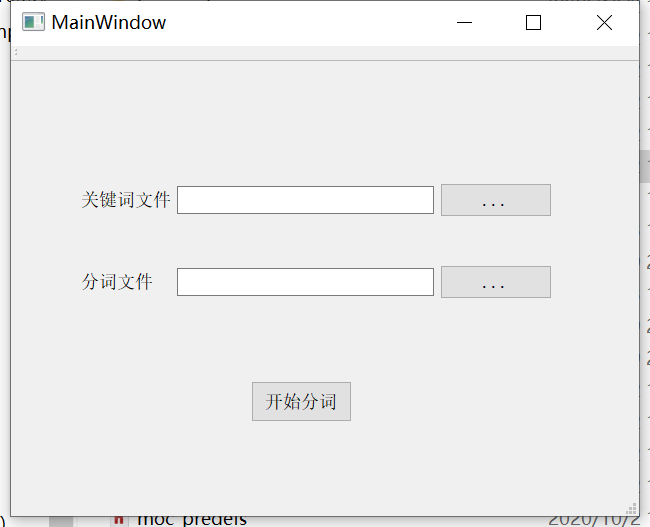 MainWindow
关键词文件
...
分词文件
...
开始分词
moc_predefs
2020/10/2